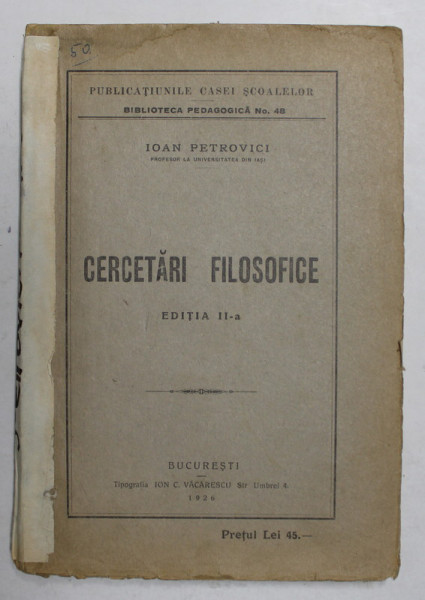 50
PUBLICAȚIUNILE CASEI ȘCOALELOR
BIBLIOTECA PEDAGOGICĂ No. 48
IOAN PETROVICI
PROFESOR LA UNIVERSITATEA DIN IAȘI
CERCETĂRI FILOSOFICE
EDIȚIA II-a
BUCUREȘTI
Tipografia ION C. VĂCĂRESCU Str. Umbrei 4.
1926
Prețul Lei 45.—